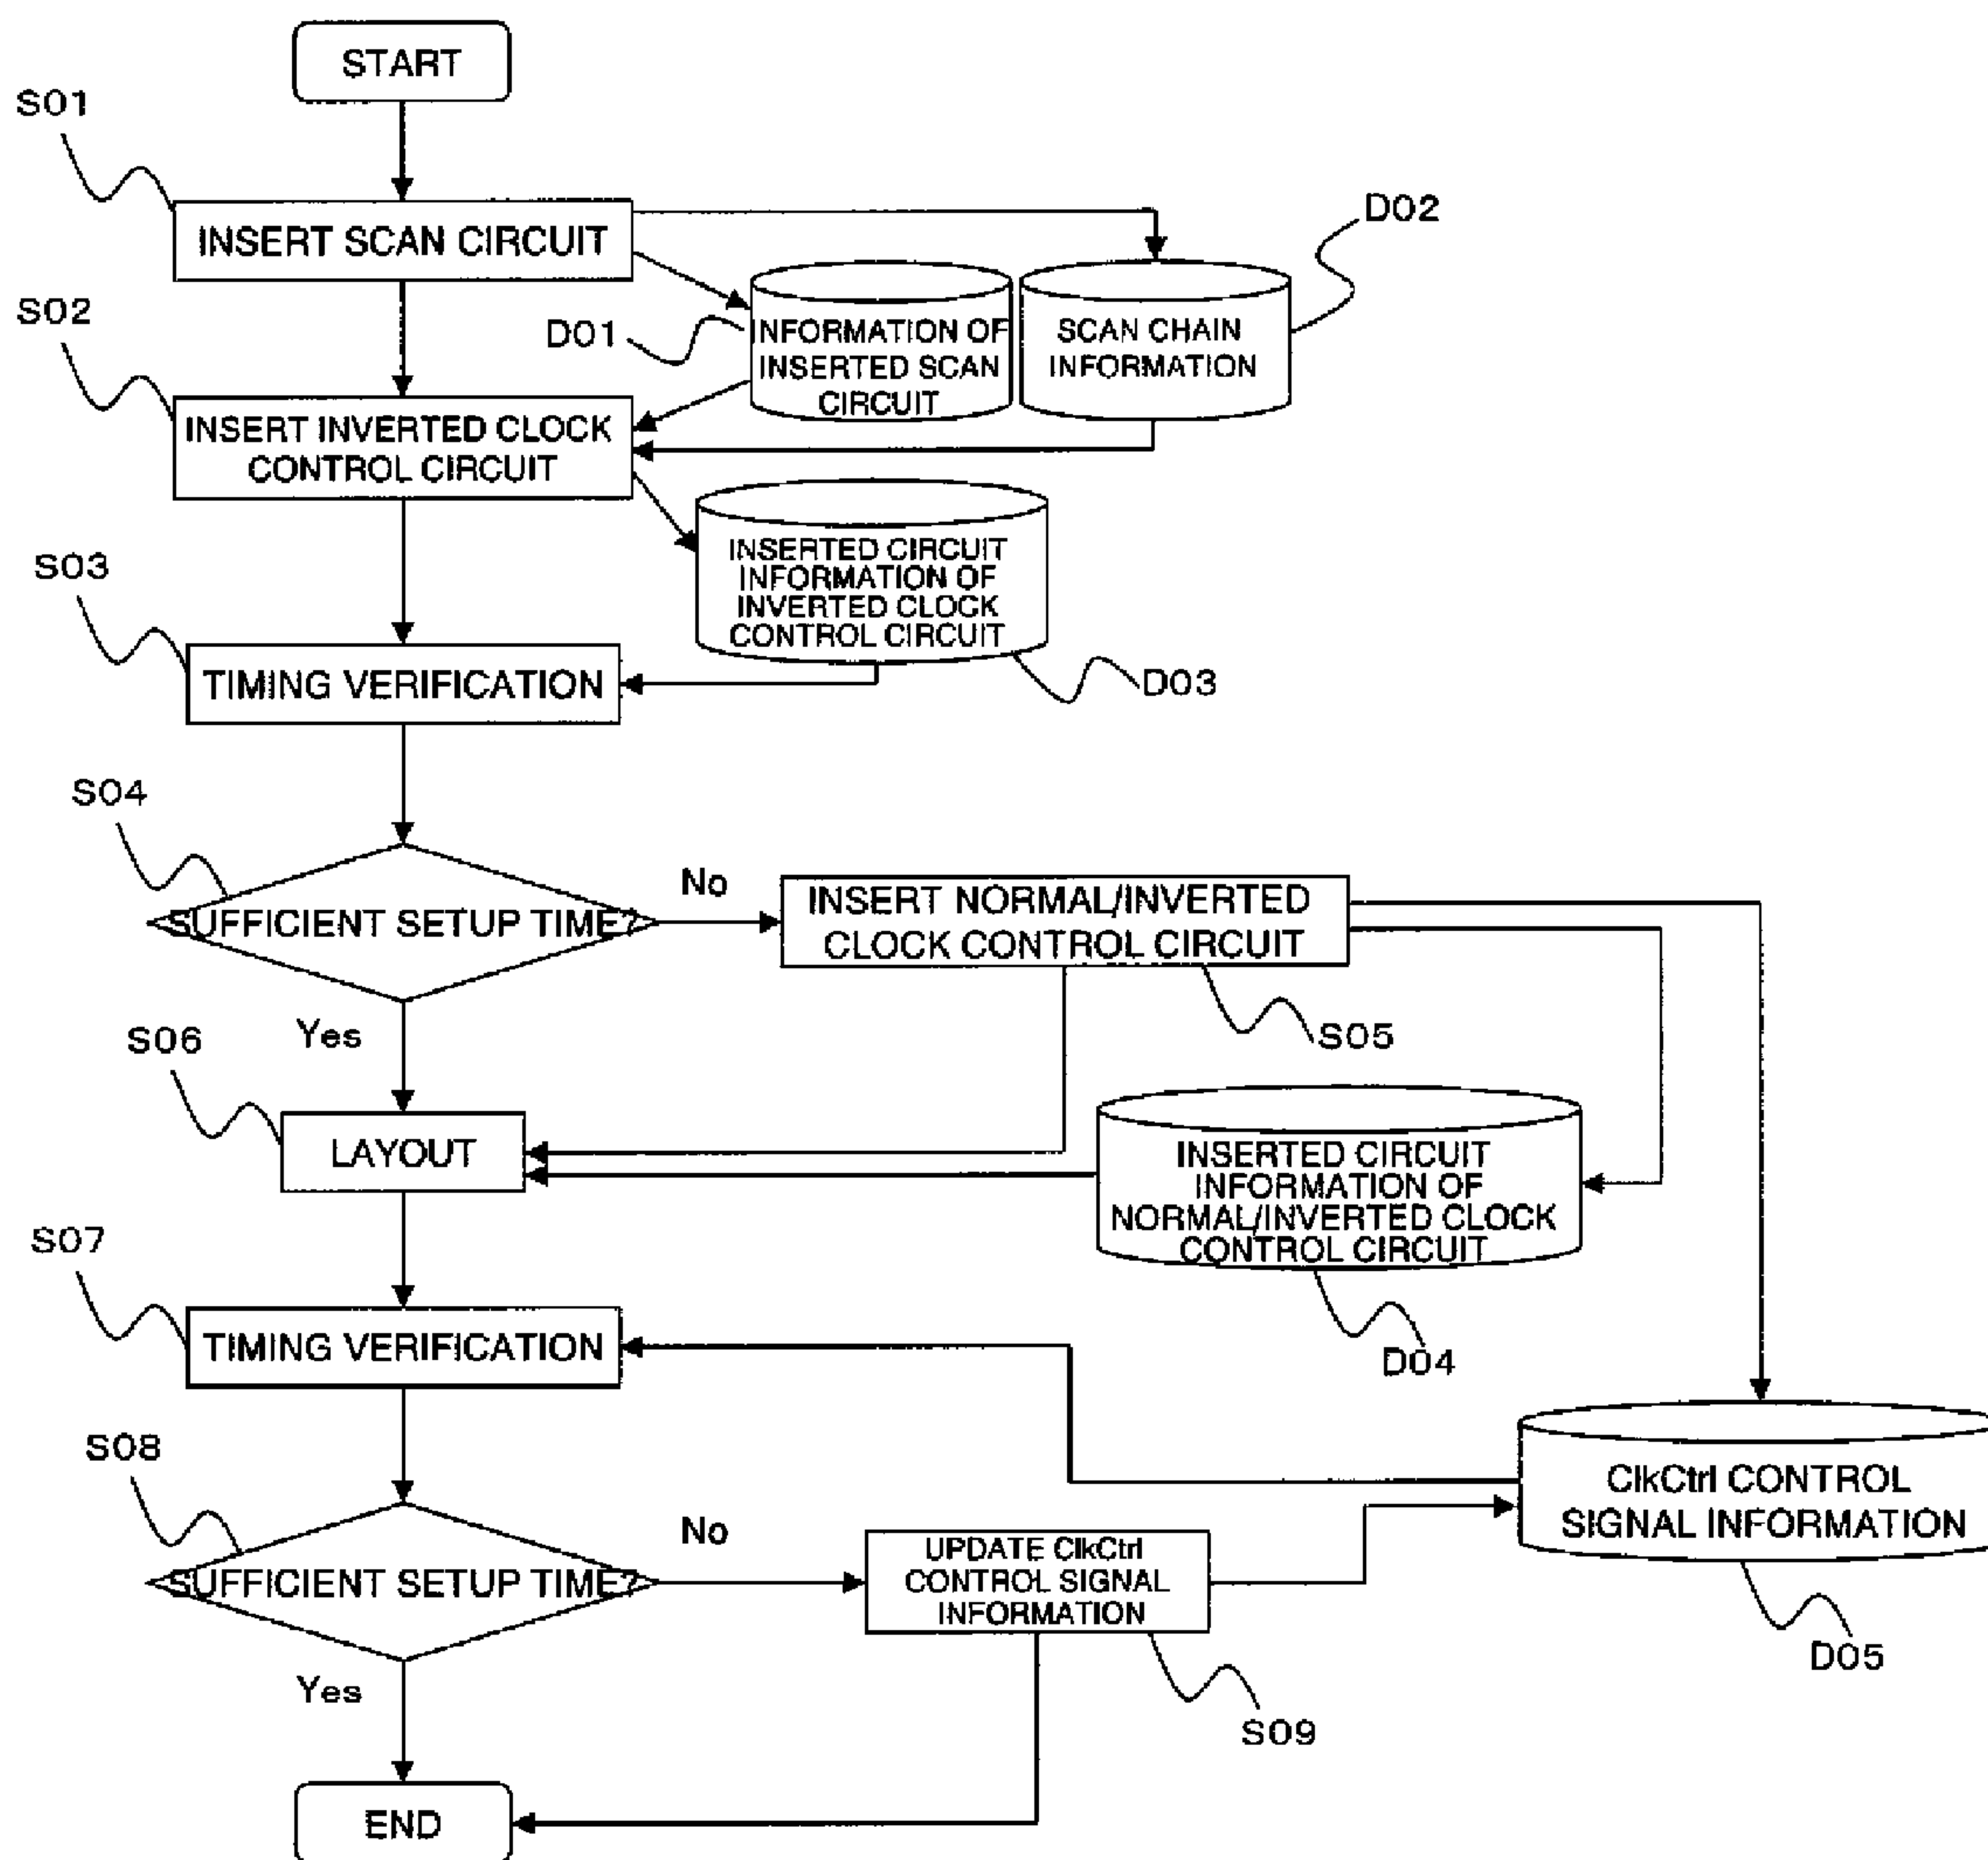 START
S01
INSERT SCAN CIRCUIT
D02
S02
D01
INFORMATION OF
INSERTED SCAN
CIRCUIT
SCAN CHAIN
INFORMATION
INSERT INVERTED CLOCK
CONTROL CIRCUIT
INSERTED CIRCUIT
INFORMATION OF
INVERTED CLOCK
CONTROL CIRCUIT
S03
TIMING VERIFICATION
D03
S04
SUFFICIENT SETUP TIME?
No
INSERT NORMAL/INVERTED
CLOCK CONTROL CIRCUIT
Yes
S05
S06
LAYOUT
INSERTED CIRCUIT
INFORMATION OF
NORMAL/INVERTED CLOCK
CONTROL CIRCUIT
S07
TIMING VERIFICATION
D04
S08
ClkCtrl CONTROL
SIGNAL INFORMATION
SUFFICIENT SETUP TIME?
No
UPDATE ClkCtrl
CONTROL SIGNAL
INFORMATION
D05
Yes
S09
END